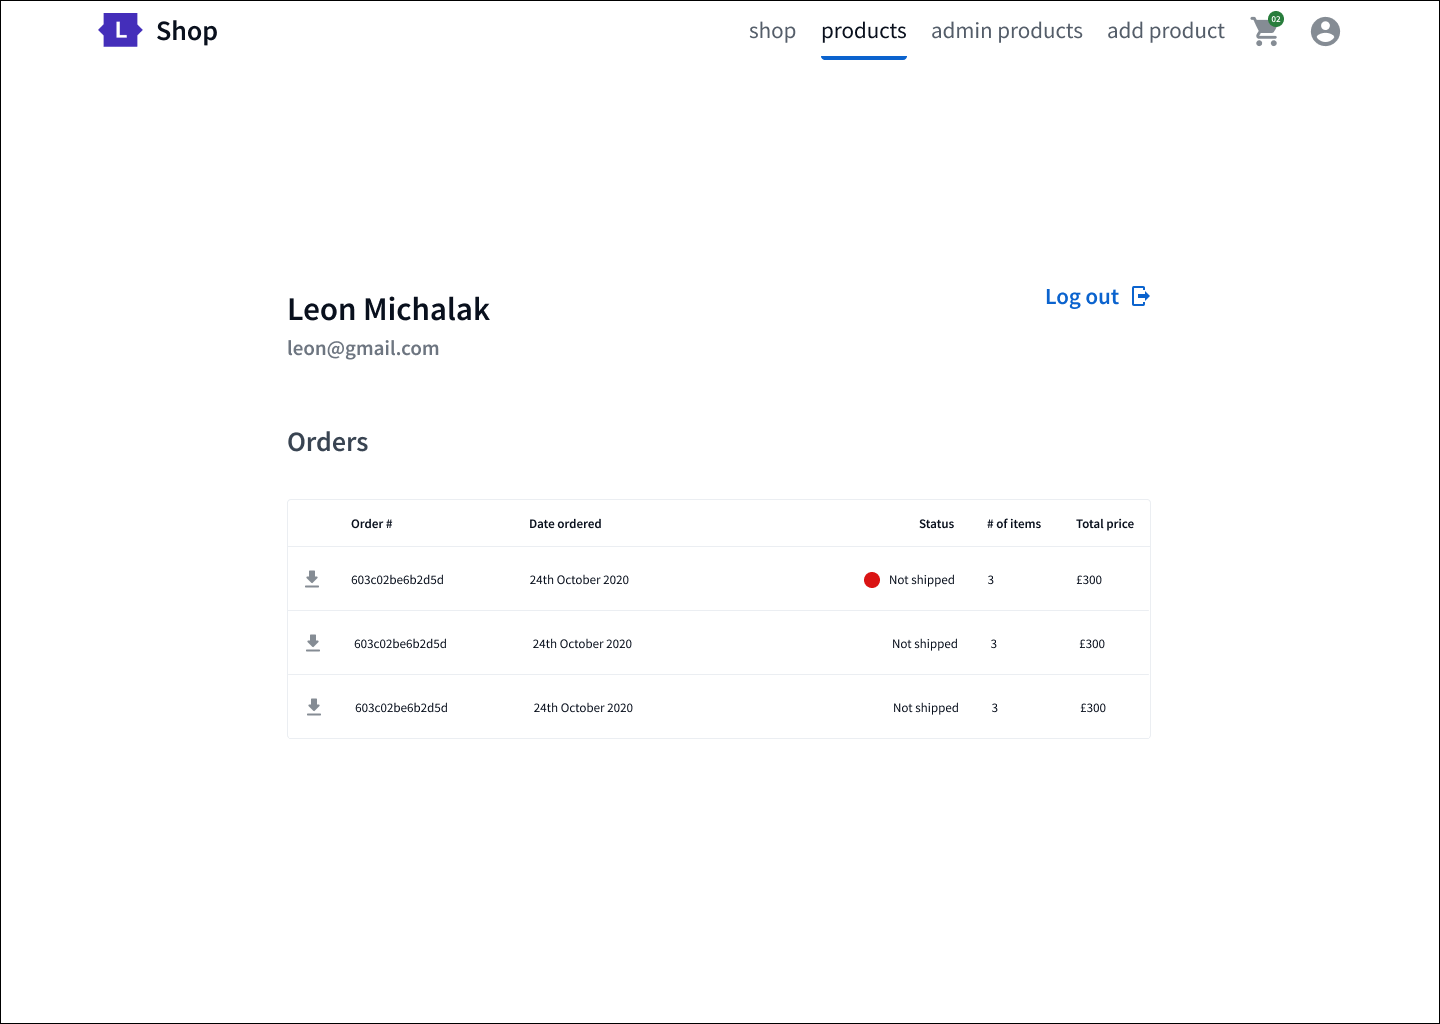 L Shop shop products admin products add product 02
Leon Michalak
Log out
leon@gmail.com
Orders
Order # Date ordered Status # of items Total price
603c02be6b2d5d 24th October 2020 Not shipped 3 £300
603c02be6b2d5d 24th October 2020 Not shipped 3 £300
603c02be6b2d5d 24th October 2020 Not shipped 3 £300